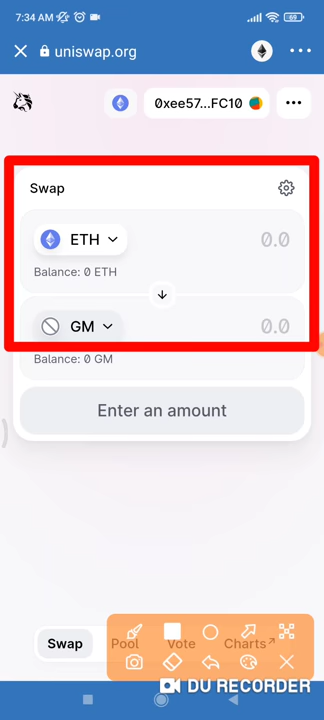 7:34 AM
69
uniswap.org
0xee57...FC10
Swap
ETH
0.0
Balance: 0 ETH
GM
0.0
Balance: 0 GM
Enter an amount
Swap
Pool
Vote
Charts
DU RECORDER